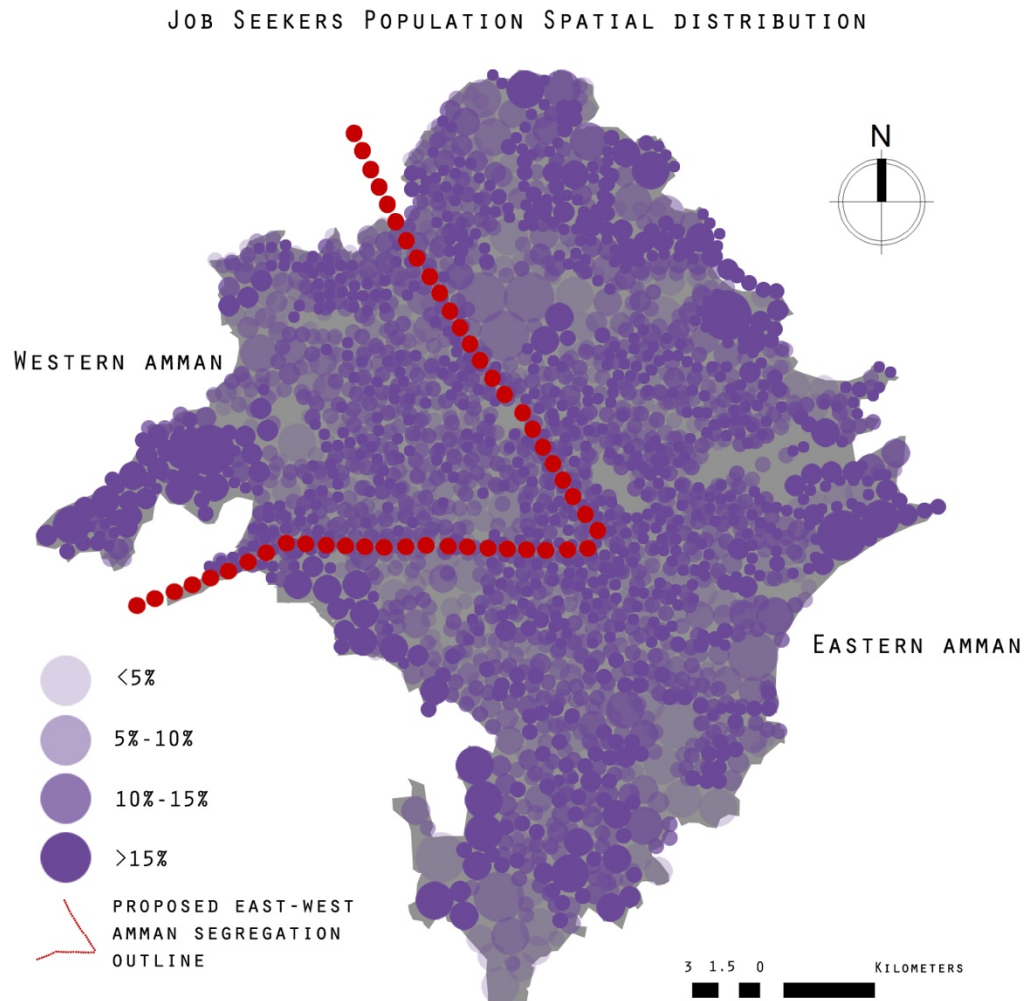 Job Seekers Population Spatial distribution
N
Western amman
Eastern amman
<5%
5%-10%
10%-15%
>15%
proposed east-west
amman segregation
outline
3 1.5 0 Kilometers